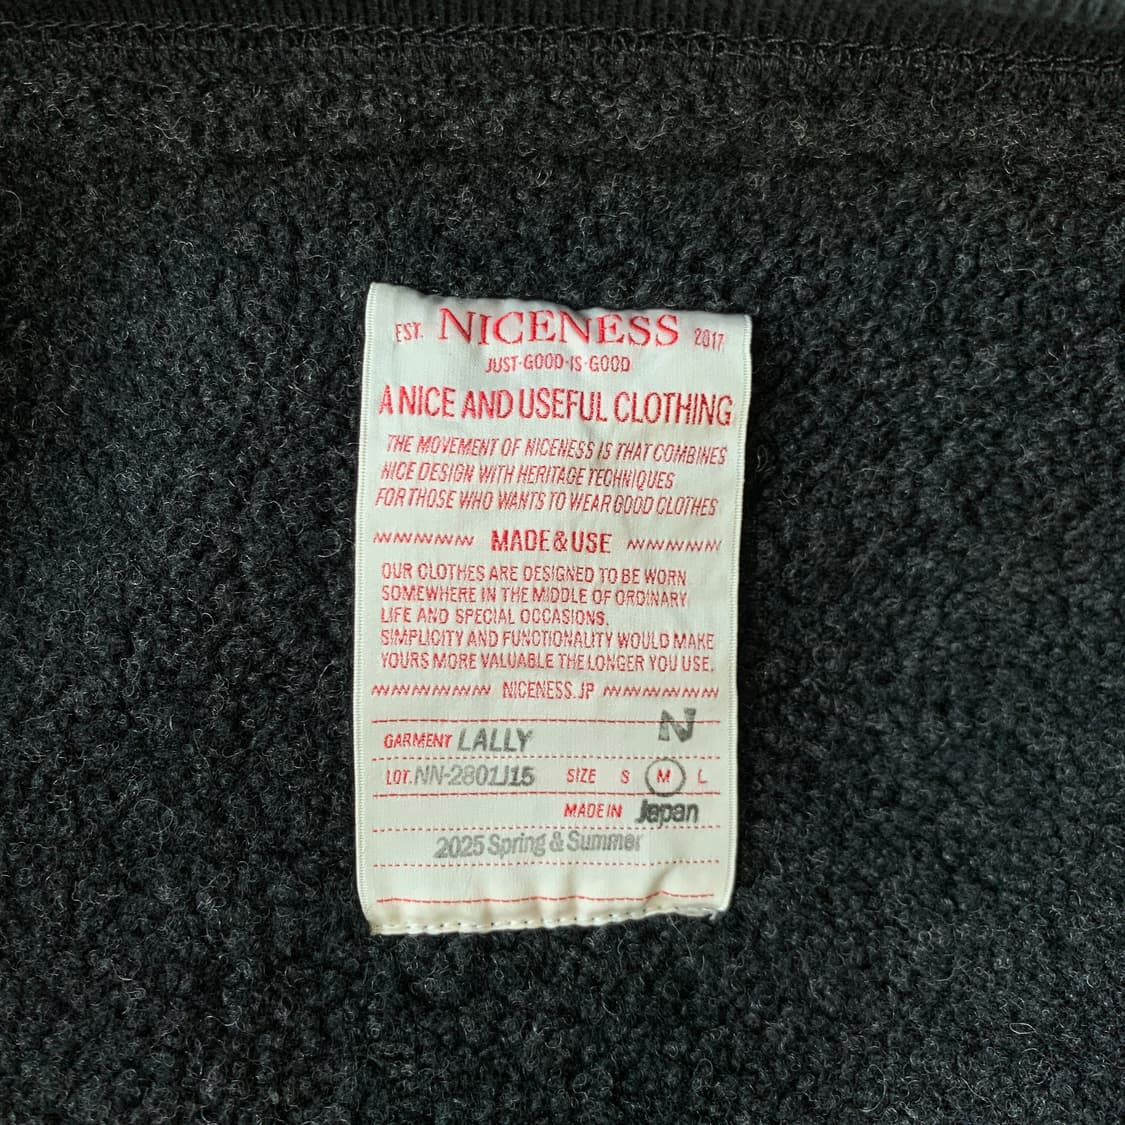 EST. NICENESS 2017
JUST-GOOD-IS-GOOD
A NICE AND USEFUL CLOTHING
THE MOVEMENT OF NICENESS IS THAT COMBINES
NICE DESIGN WITH HERITAGE TECHNIQUES
FOR THOSE WHO WANTS TO WEAR GOOD CLOTHES
MADE & USE
OUR CLOTHES ARE DESIGNED TO BE WORN
SOMEWHERE IN THE MIDDLE OF ORDINARY
LIFE AND SPECIAL OCCASIONS.
SIMPLICITY AND FUNCTIONALITY WOULD MAKE
YOURS MORE VALUABLE THE LONGER YOU USE.
NICENESS.JP
N
GARMENT LALLY
LOT. NN-2801J15 SIZE S M L
MADE IN Japan
2025 Spring & Summer